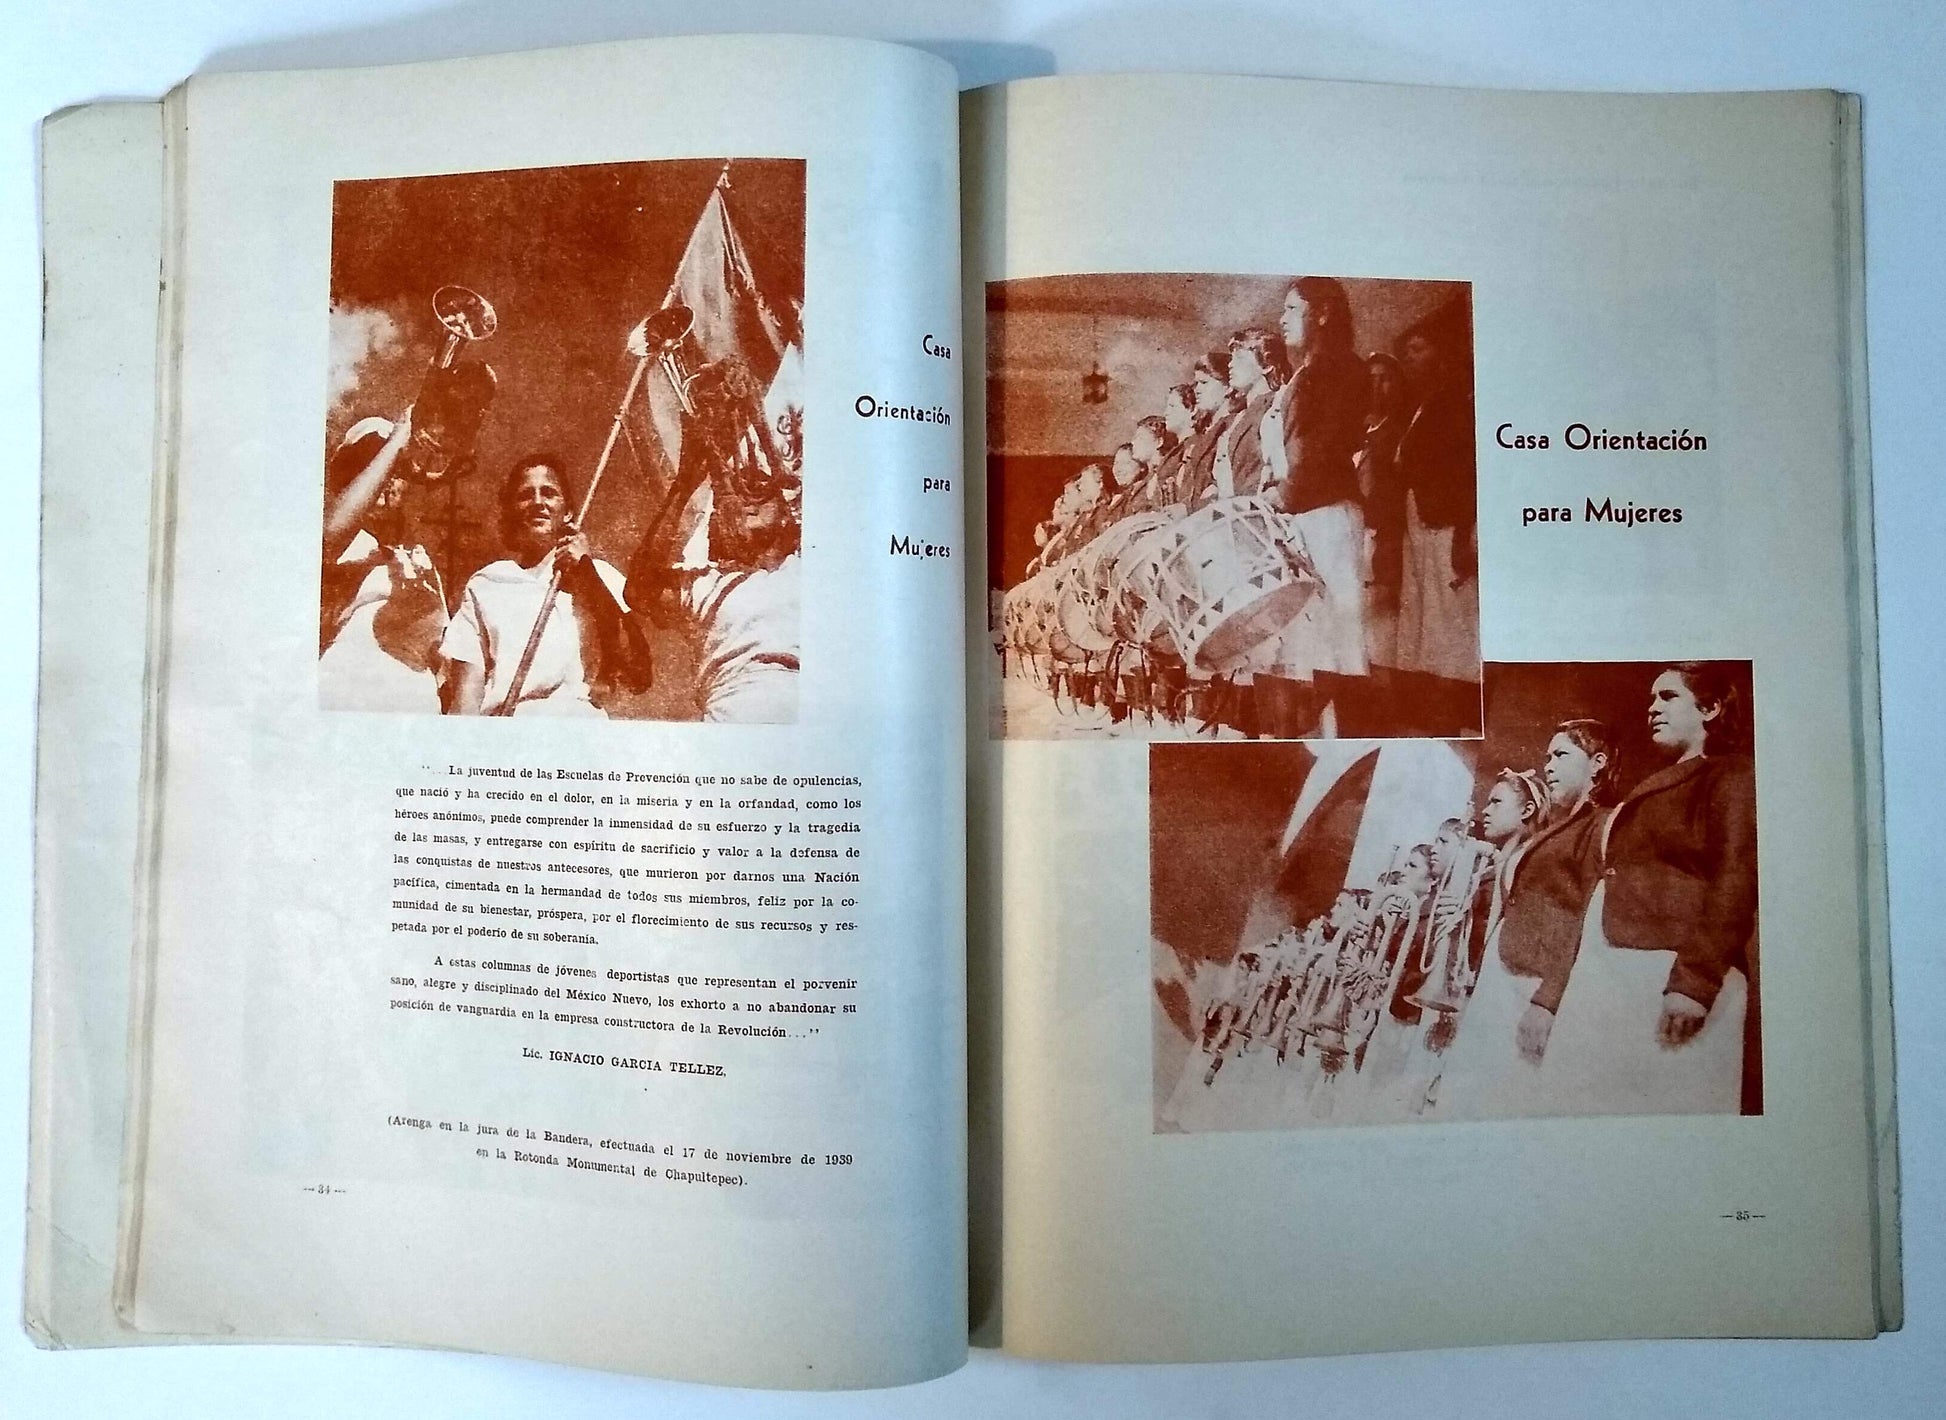 Casa
Orientación
para
Mujeres
"...La juventud de las Escuelas de Prevención que no sabe de opulencias,
que nació y ha crecido en el dolor, en la miseria y en la orfandad, como los
héroes anónimos, puede comprender la inmensidad de su esfuerzo y la tragedia
de las masas, y entregarse con espíritu de sacrificio y valor a la defensa de
las conquistas de nuestros antecesores, que murieron por darnos una Nación
pacífica, cimentada en la hermandad de todos sus miembros, feliz por la co-
munidad de su bienestar, próspera, por el florecimiento de sus recursos y res-
petada por el poderío de su soberanía.
A estas columnas de jóvenes deportistas que representan el porvenir
sano, alegre y disciplinado del México Nuevo, los exhorto a no abandonar su
posición de vanguardia en la empresa constructora de la Revolución..."
Lic. IGNACIO GARCIA TELLEZ.
(Arenga en la jura de la Bandera, efectuada el 17 de noviembre de 1939
en la Rotonda Monumental de Chapultepec).
—34—
Casa Orientación
para Mujeres
—35—